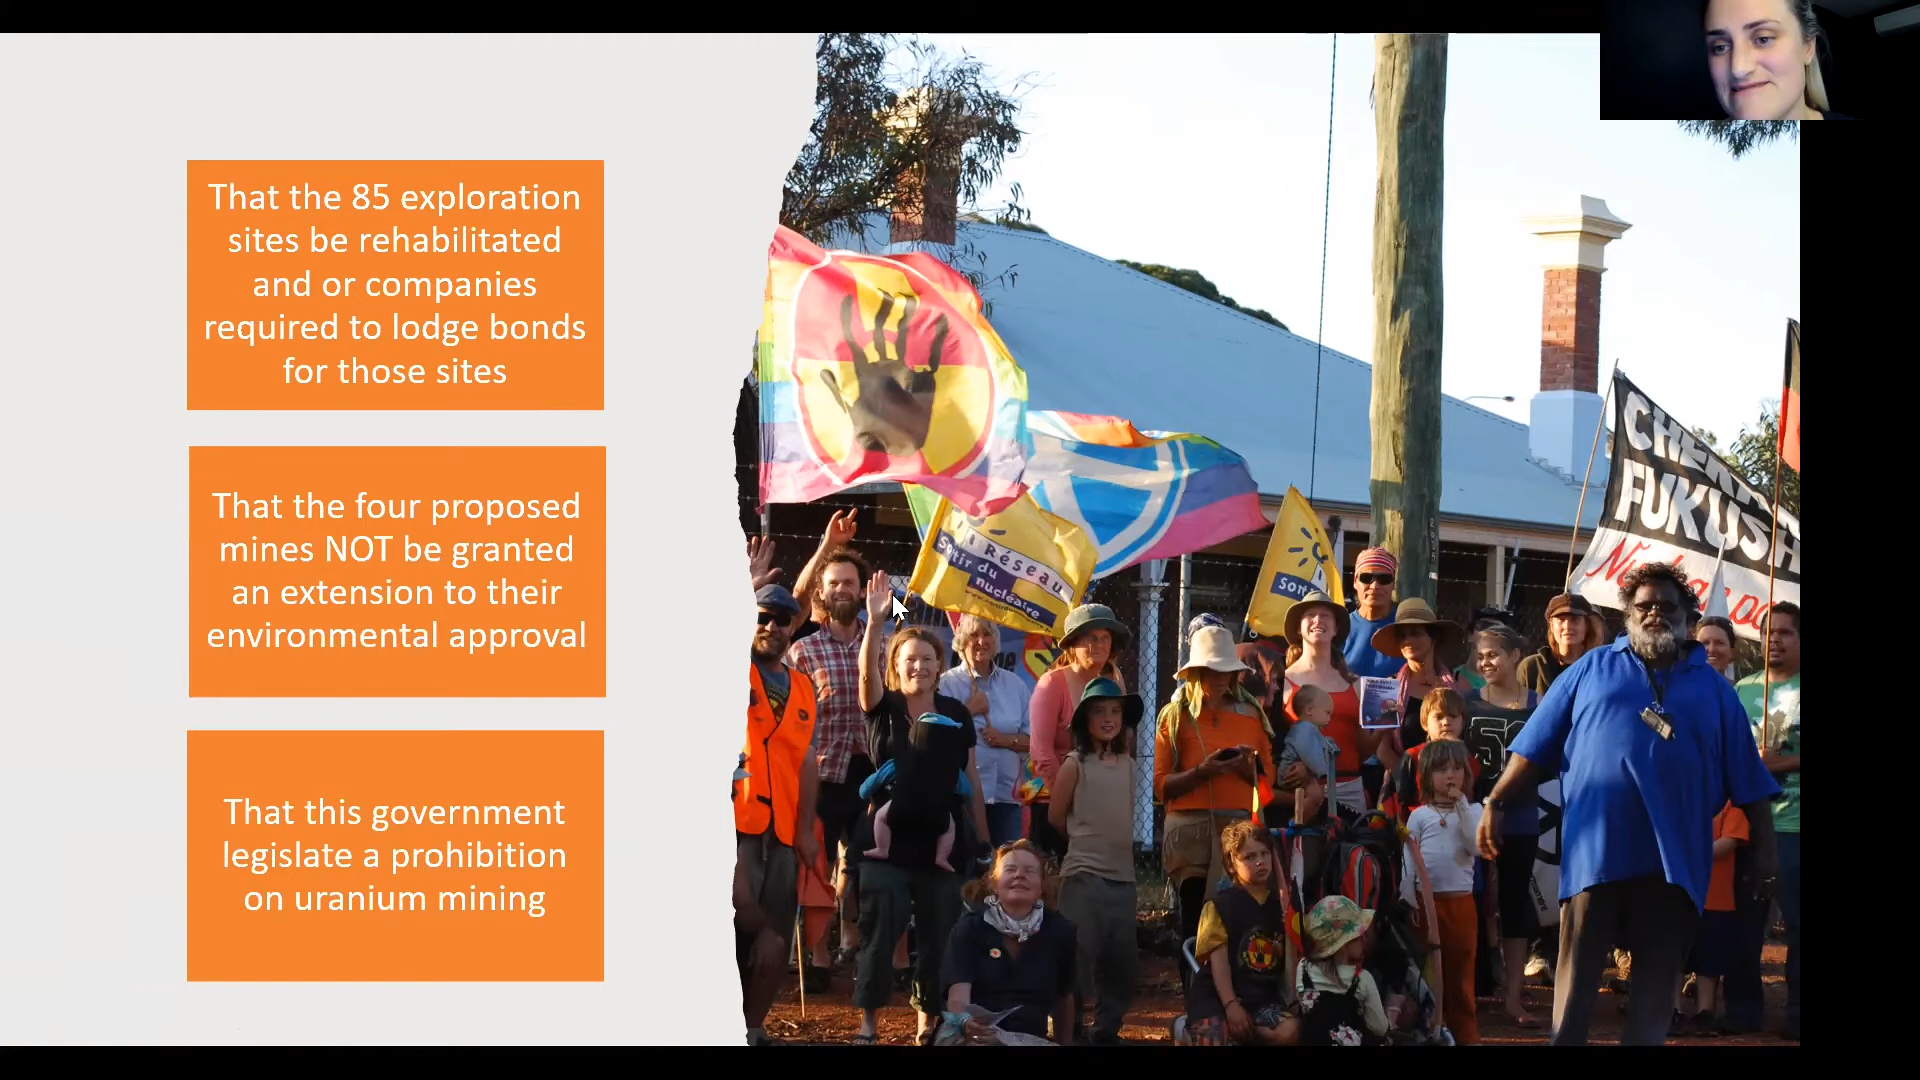 That the 85 exploration
sites be rehabilitated
and or companies
required to lodge bonds
for those sites
That the four proposed
mines NOT be granted
an extension to their
environmental approval
That this government
legislate a prohibition
on uranium mining
Réseau
Sortir du
nucléaire
FUKUSH